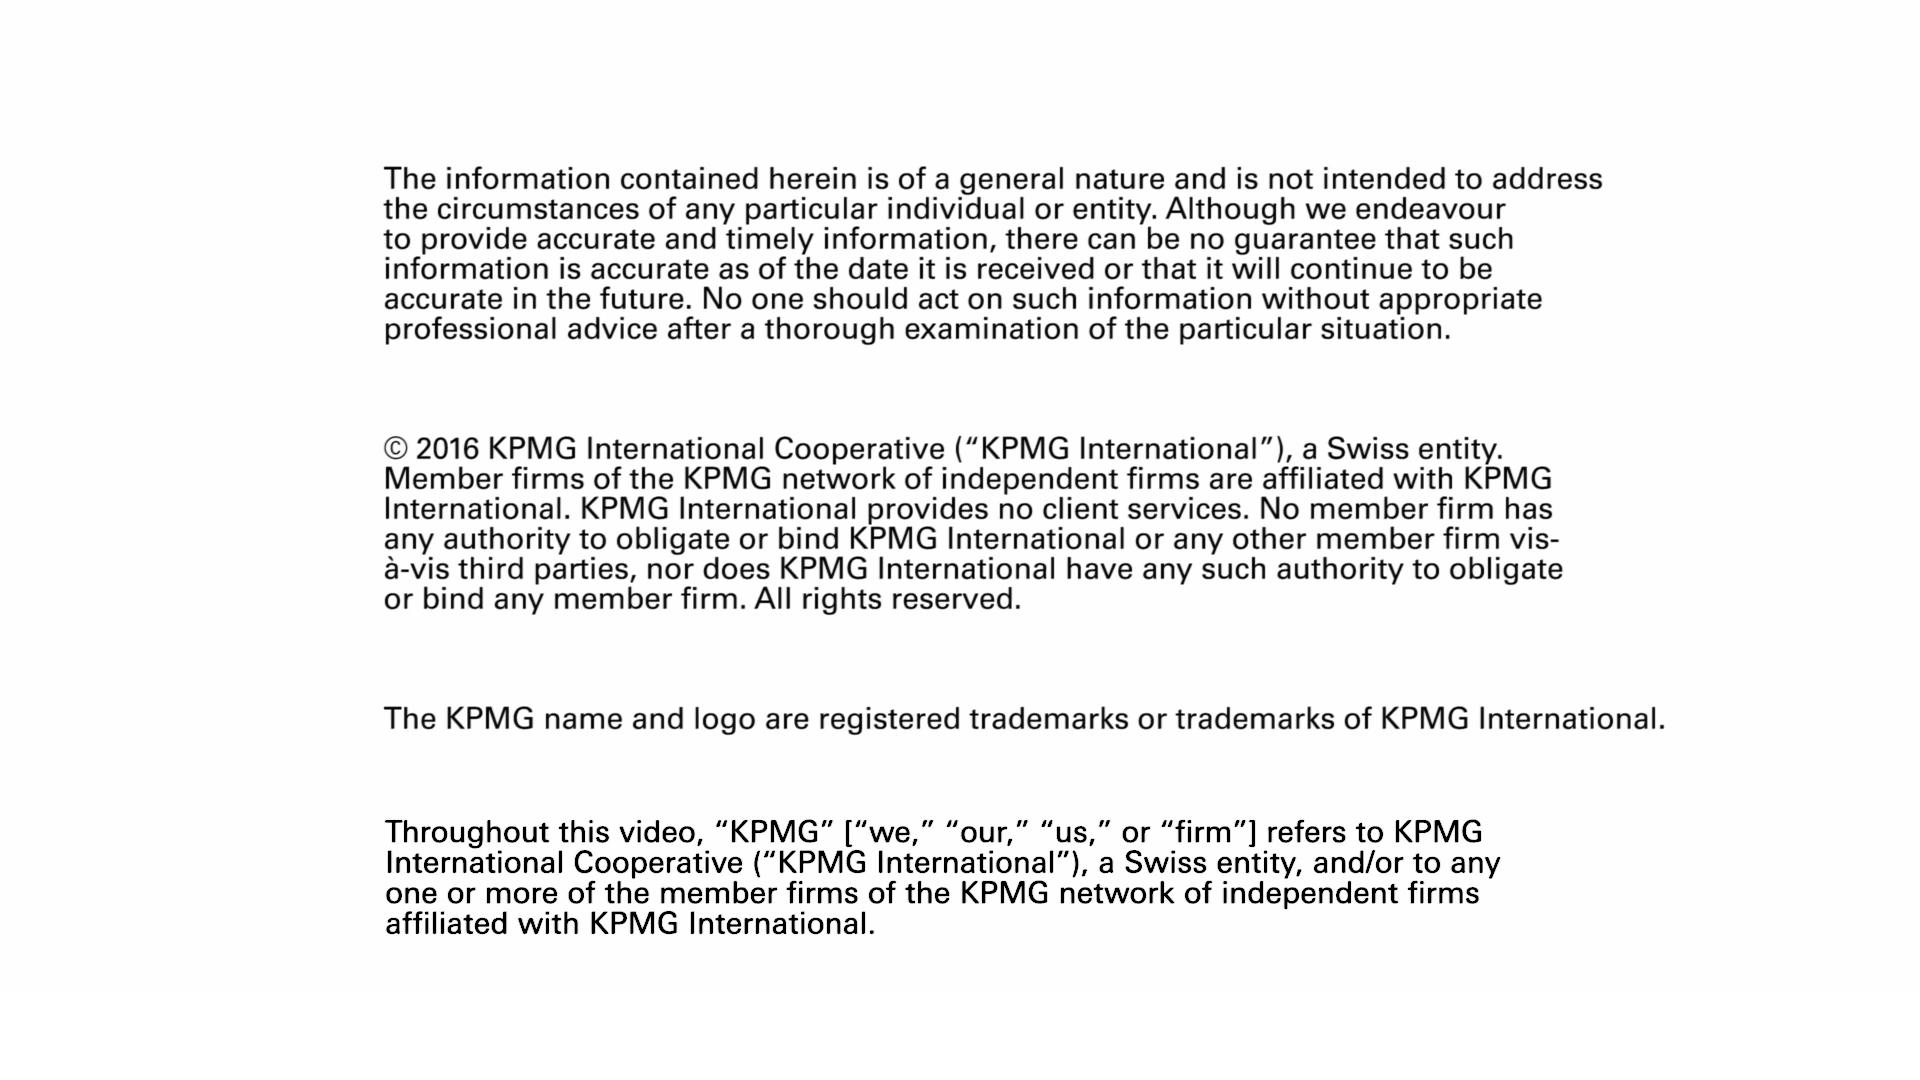 The information contained herein is of a general nature and is not intended to address
the circumstances of any particular individual or entity. Although we endeavour
to provide accurate and timely information, there can be no guarantee that such
information is accurate as of the date it is received or that it will continue to be
accurate in the future. No one should act on such information without appropriate
professional advice after a thorough examination of the particular situation.
© 2016 KPMG International Cooperative (“KPMG International”), a Swiss entity.
Member firms of the KPMG network of independent firms are affiliated with KPMG
International. KPMG International provides no client services. No member firm has
any authority to obligate or bind KPMG International or any other member firm vis-
à-vis third parties, nor does KPMG International have any such authority to obligate
or bind any member firm. All rights reserved.
The KPMG name and logo are registered trademarks or trademarks of KPMG International.
Throughout this video, “KPMG” [“we,” “our,” “us,” or “firm”] refers to KPMG
International Cooperative (“KPMG International”), a Swiss entity, and/or to any
one or more of the member firms of the KPMG network of independent firms
affiliated with KPMG International.